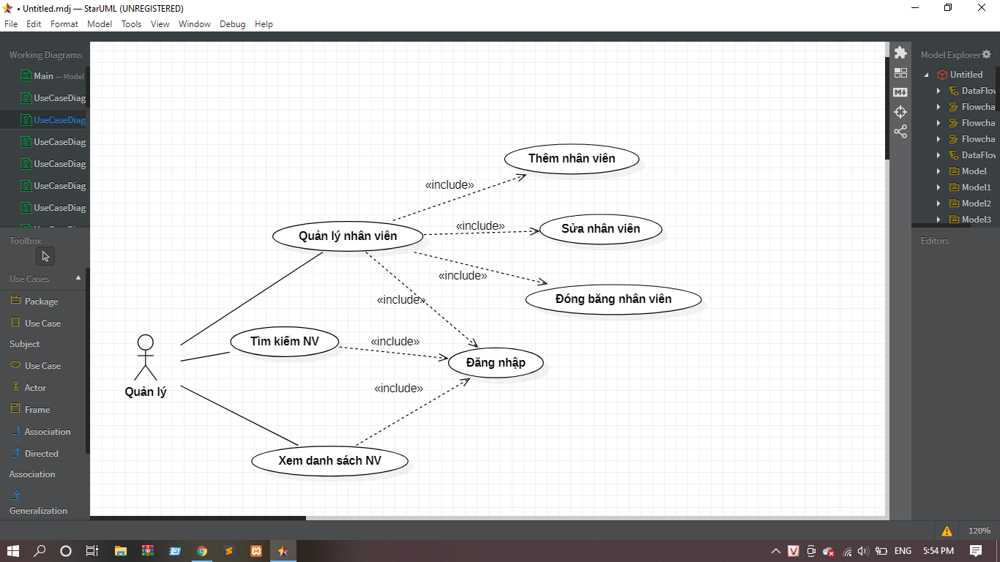 • Untitled.mdj — StarUML (UNREGISTERED)
File Edit Format Model Tools View Window Debug Help
Working Diagrams
Main — Model
UseCaseDiag
UseCaseDiag
UseCaseDiag
UseCaseDiag
UseCaseDiag
UseCaseDiag
Toolbox
Use Cases
Package
Use Case
Subject
Use Case
Actor
Frame
Association
Directed
Association
Generalization
Thêm nhân viên
«include»
Sửa nhân viên
«include»
Quản lý nhân viên
«include»
Đóng băng nhân viên
«include»
Tìm kiếm NV
«include»
Đăng nhập
Quản lý
«include»
Xem danh sách NV
M
Model Explorer
Untitled
DataFlow
Flowcha
Flowcha
Flowcha
DataFlow
Model
Model1
Model2
Model3
Editors
120%
V
ENG
5:54 PM